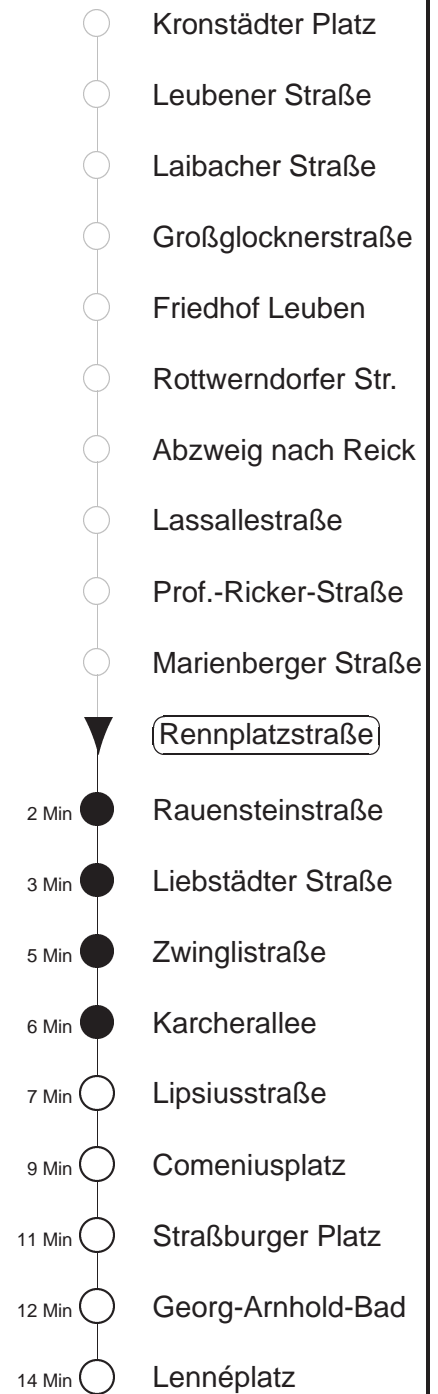 Kronstädter Platz
Leubener Straße
Laibacher Straße
Großglocknerstraße
Friedhof Leuben
Rottwerndorfer Str.
Abzweig nach Reick
Lassallestraße
Prof.-Ricker-Straße
Marienberger Straße
Rennplatzstraße
2 Min Rauensteinstraße
3 Min Liebstädter Straße
5 Min Zwinglistraße
6 Min Karcherallee
7 Min Lipsiusstraße
9 Min Comeniusplatz
11 Min Straßburger Platz
12 Min Georg-Arnhold-Bad
14 Min Lennéplatz